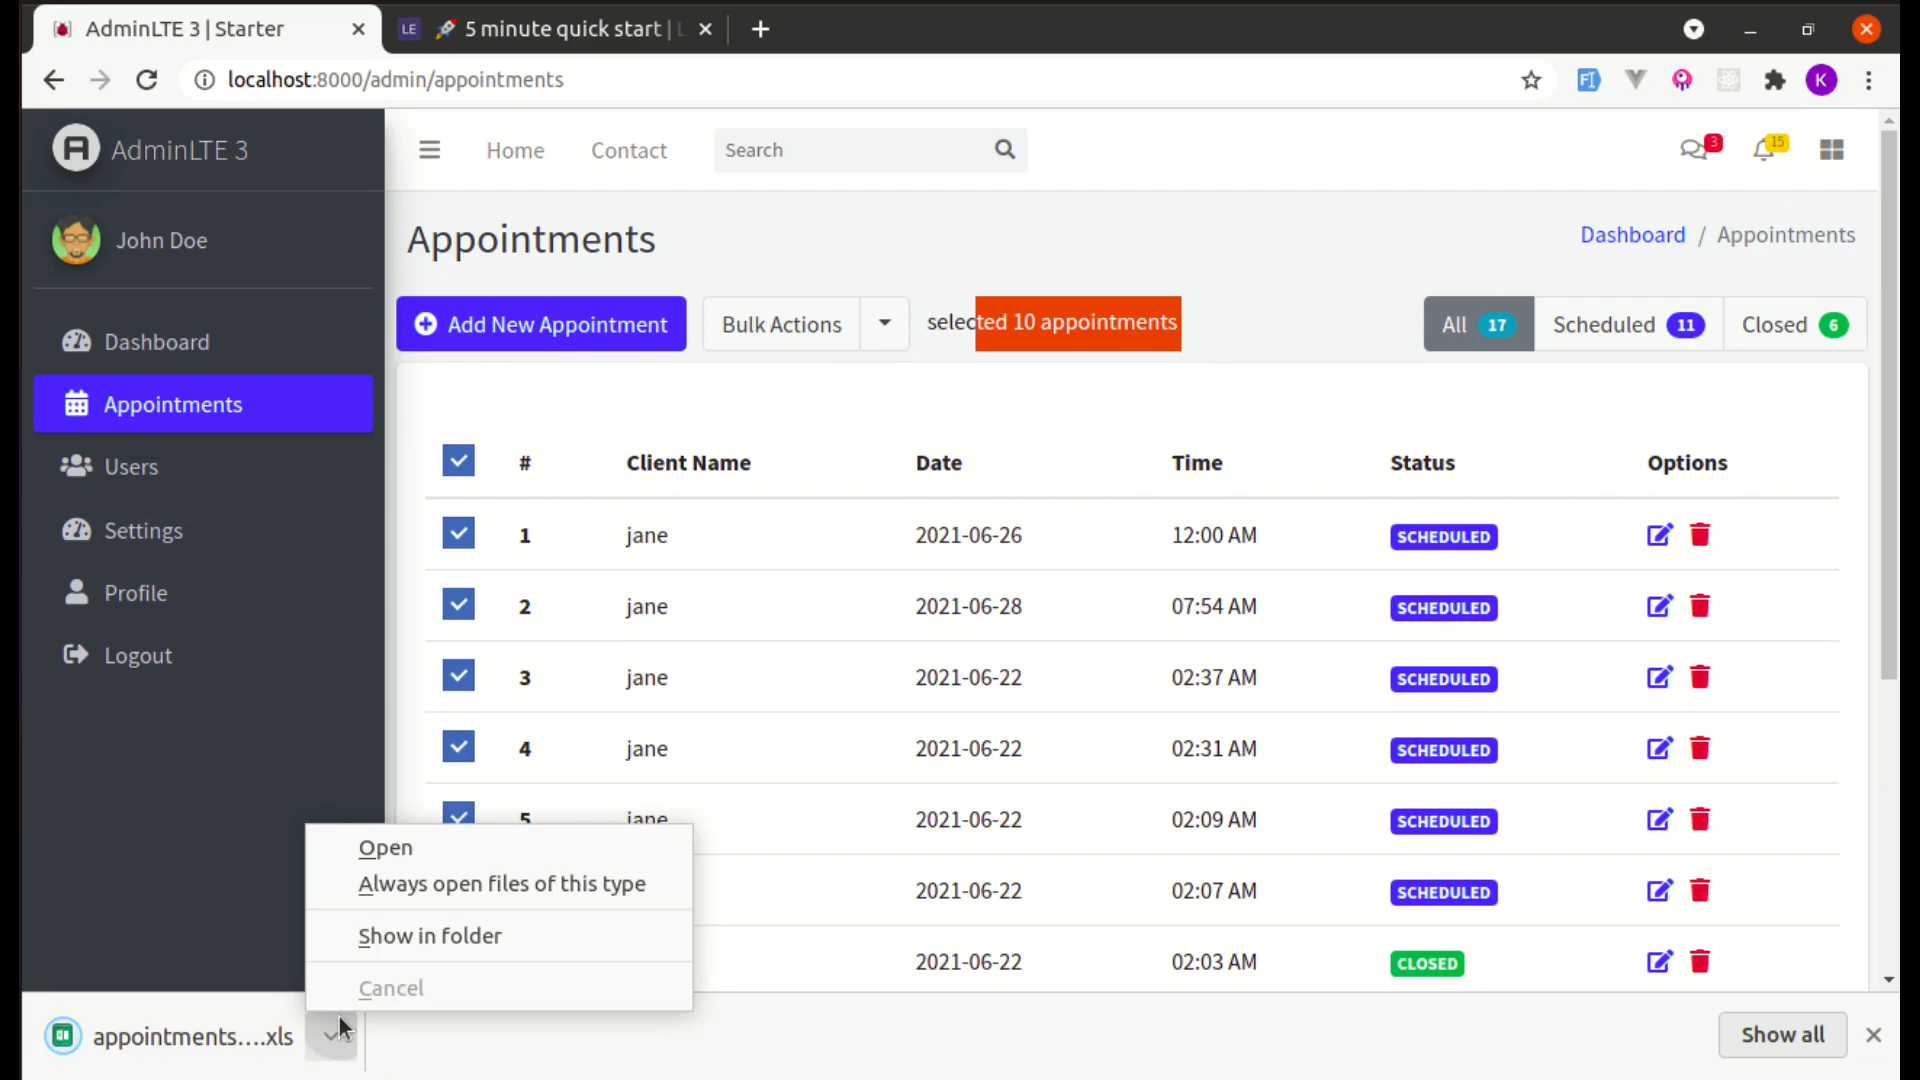 AdminLTE 3 | Starter
LE 🚀 5 minute quick start | L
localhost:8000/admin/appointments
K
AdminLTE 3
Home
Contact
Search
3
15
John Doe
Appointments
Dashboard / Appointments
Add New Appointment
Bulk Actions
selected 10 appointments
All 17
Scheduled 11
Closed 6
Dashboard
Appointments
Users
Settings
Profile
Logout
# Client Name Date Time Status Options
1 jane 2021-06-26 12:00 AM SCHEDULED
2 jane 2021-06-28 07:54 AM SCHEDULED
3 jane 2021-06-22 02:37 AM SCHEDULED
4 jane 2021-06-22 02:31 AM SCHEDULED
5 jane 2021-06-22 02:09 AM SCHEDULED
2021-06-22 02:07 AM SCHEDULED
2021-06-22 02:03 AM CLOSED
Open
Always open files of this type
Show in folder
Cancel
appointments....xls
Show all